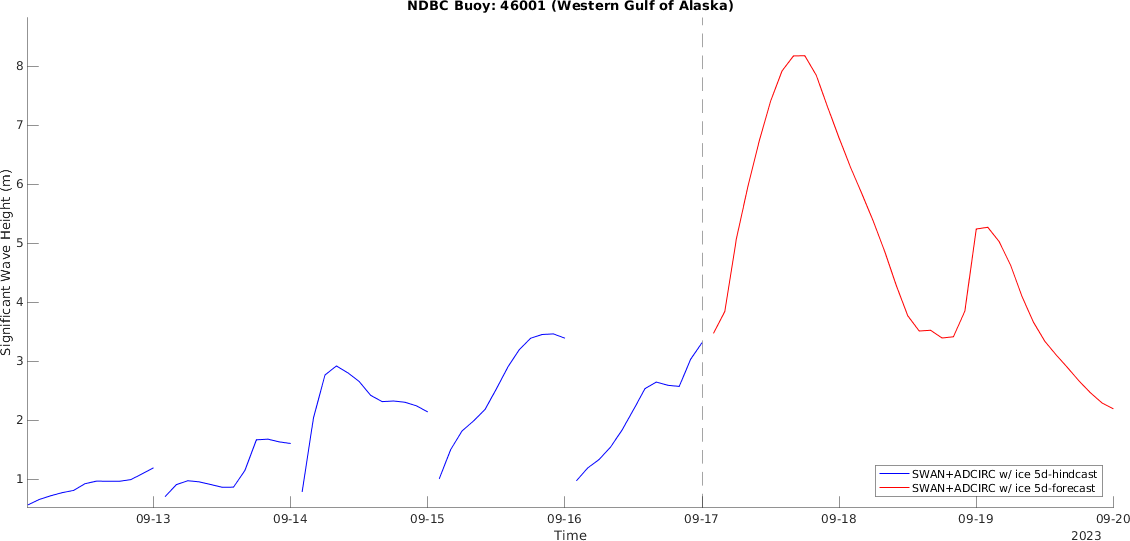 NDBC Buoy: 46001 (Western Gulf of Alaska)
Significant Wave Height (m)
8
7
6
5
4
3
2
1
SWAN+ADCIRC w/ ice 5d-hindcast
SWAN+ADCIRC w/ ice 5d-forecast
09-13 09-14 09-15 09-16 09-17 09-18 09-19 09-20
Time 2023